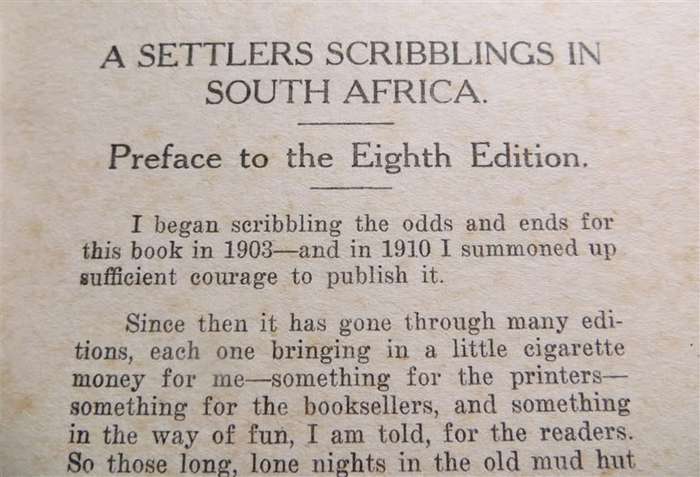 A SETTLERS SCRIBBLINGS IN
SOUTH AFRICA.
Preface to the Eighth Edition.
I began scribbling the odds and ends for
this book in 1903—and in 1910 I summoned up
sufficient courage to publish it.
Since then it has gone through many edi-
tions, each one bringing in a little cigarette
money for me—something for the printers—
something for the booksellers, and something
in the way of fun, I am told, for the readers.
So those long, lone nights in the old mud hut